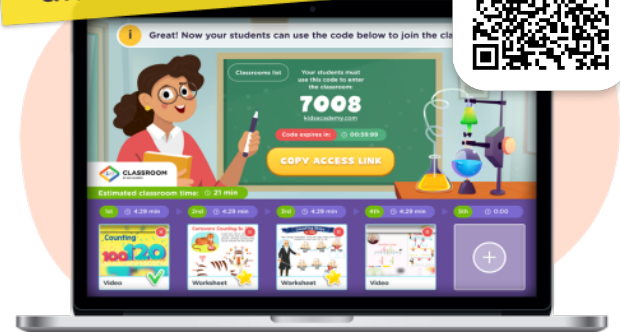 Great! Now your students can use the code below to join the cla
Classrooms list
Your students must
use this code to enter
the classroom:
7008
kidsacademy.com
Code expires in: 00:59:99
COPY ACCESS LINK
CLASSROOM
Estimated classroom time: 21 min
1st 4.29 min
2nd 4.29 min
3rd 4.29 min
4th 4.29 min
5th 0:00
Counting
100 120
Video
Worksheet
Worksheet
Video